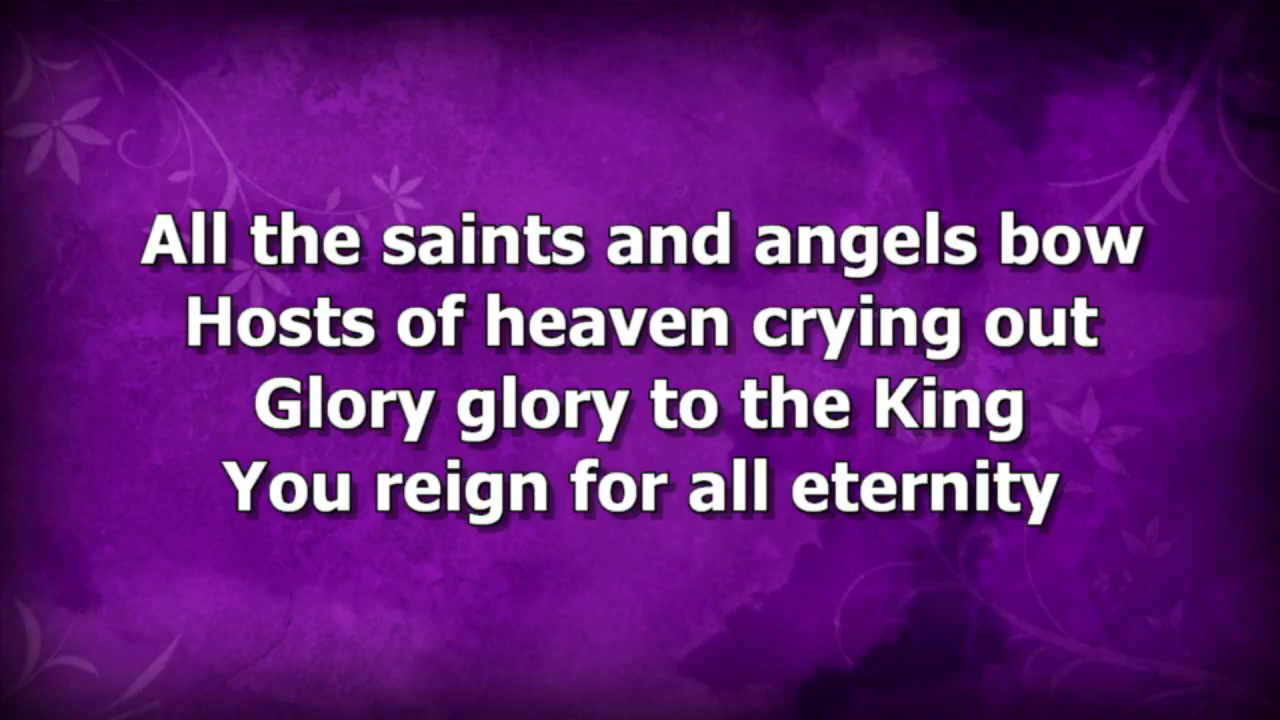 All the saints and angels bow
Hosts of heaven crying out
Glory glory to the King
You reign for all eternity